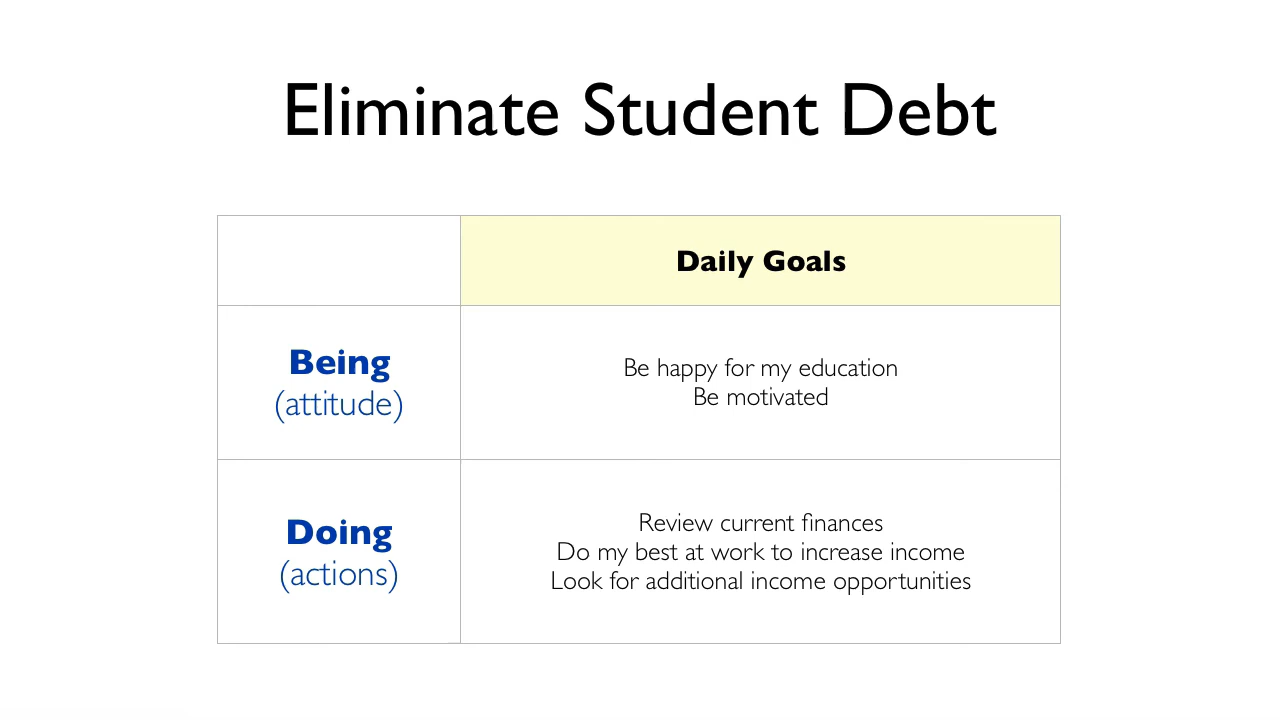 Eliminate Student Debt
Daily Goals
Being
(attitude)
Be happy for my education
Be motivated
Doing
(actions)
Review current finances
Do my best at work to increase income
Look for additional income opportunities